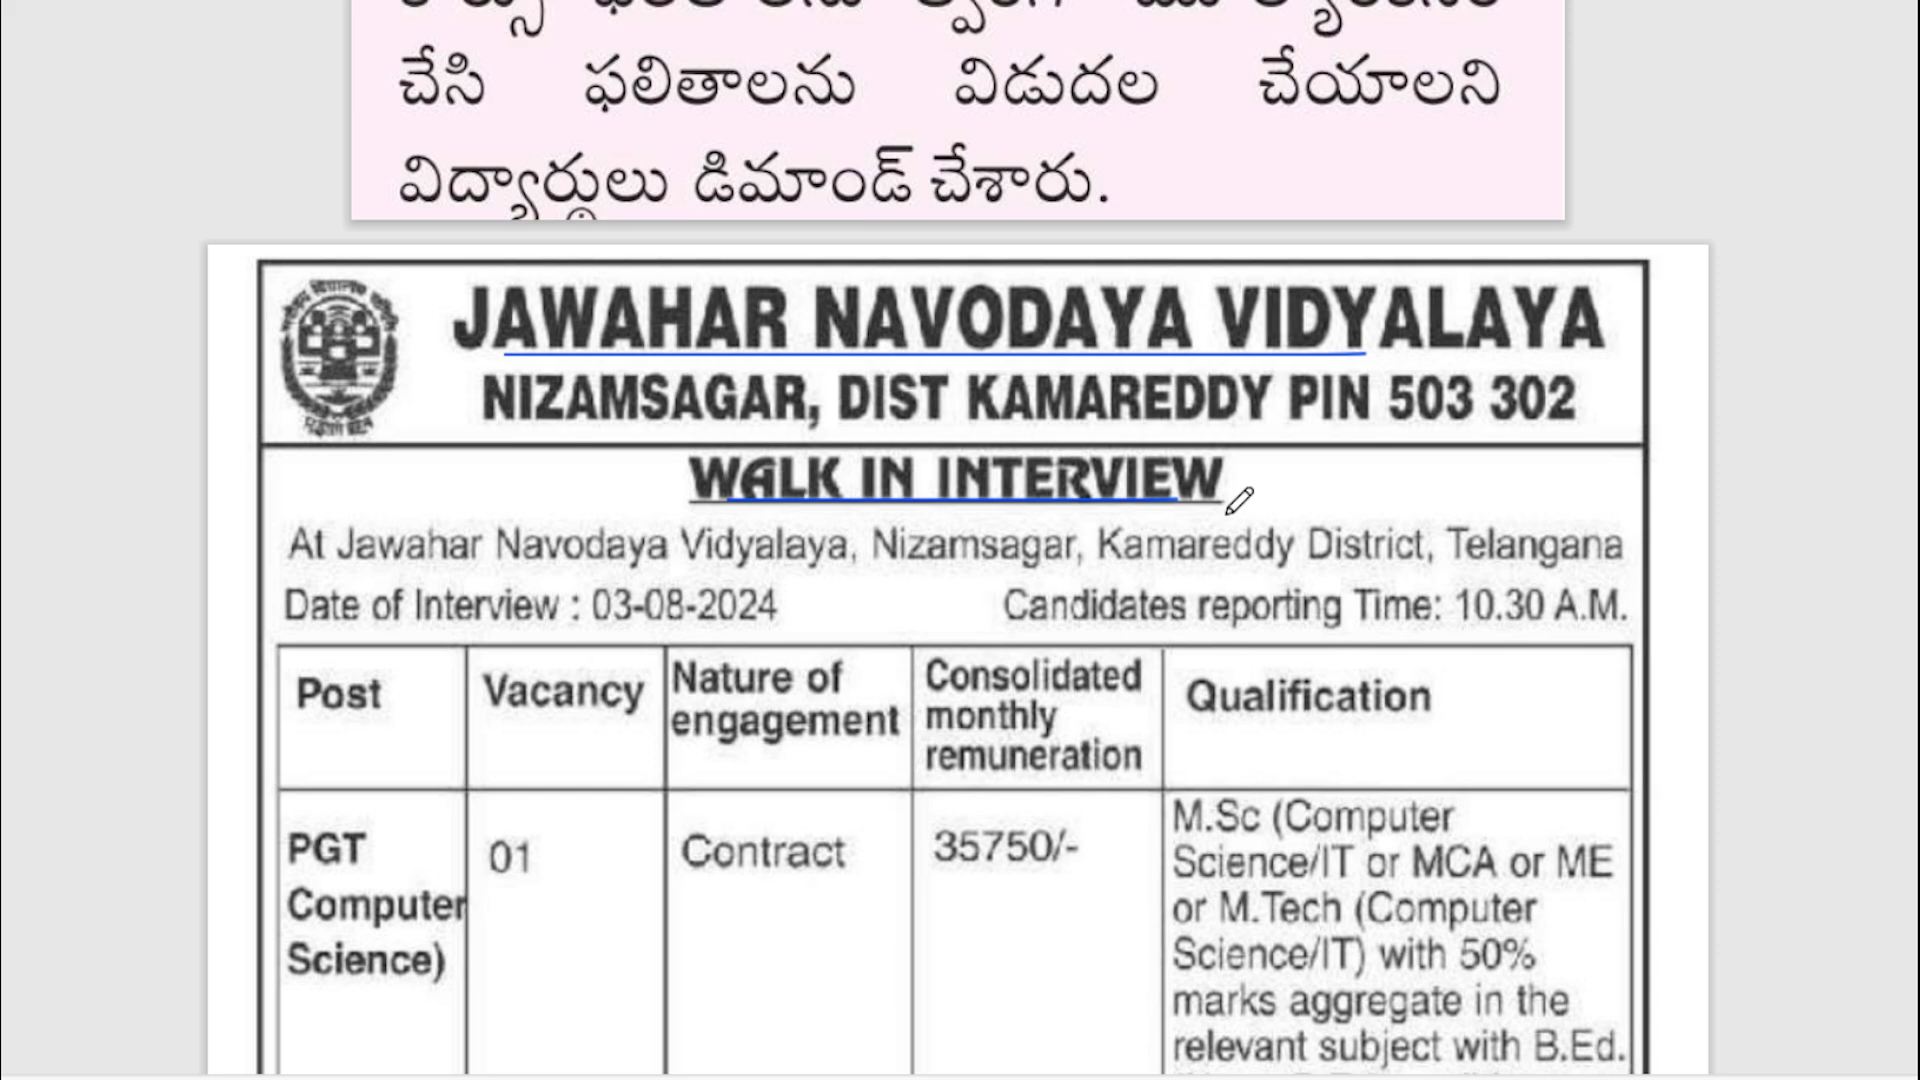 చేసి ఫలితాలను విడుదల చేయాలని
విద్యార్థులు డిమాండ్ చేశారు.
JAWAHAR NAVODAYA VIDYALAYA
NIZAMSAGAR, DIST KAMAREDDY PIN 503 302
WALK IN INTERVIEW
At Jawahar Navodaya Vidyalaya, Nizamsagar, Kamareddy District, Telangana
Date of Interview : 03-08-2024 Candidates reporting Time: 10.30 A.M.
Post
Vacancy
Nature of
engagement
Consolidated
monthly
remuneration
Qualification
PGT
Computer
Science)
01
Contract
35750/-
M.Sc (Computer
Science/IT or MCA or ME
or M.Tech (Computer
Science/IT) with 50%
marks aggregate in the
relevant subject with B.Ed.